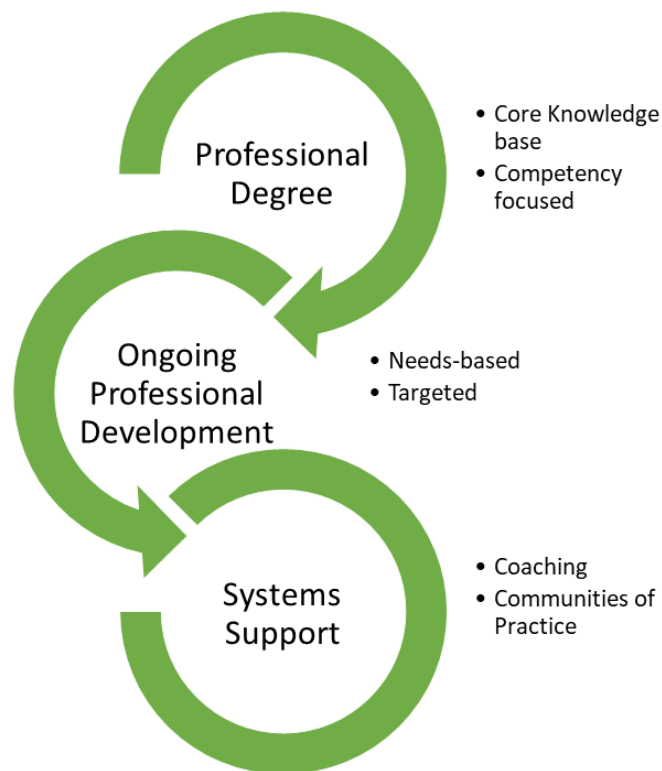 Professional
Degree
• Core Knowledge
base
• Competency
focused
Ongoing
Professional
Development
• Needs-based
• Targeted
Systems
Support
• Coaching
• Communities of
Practice